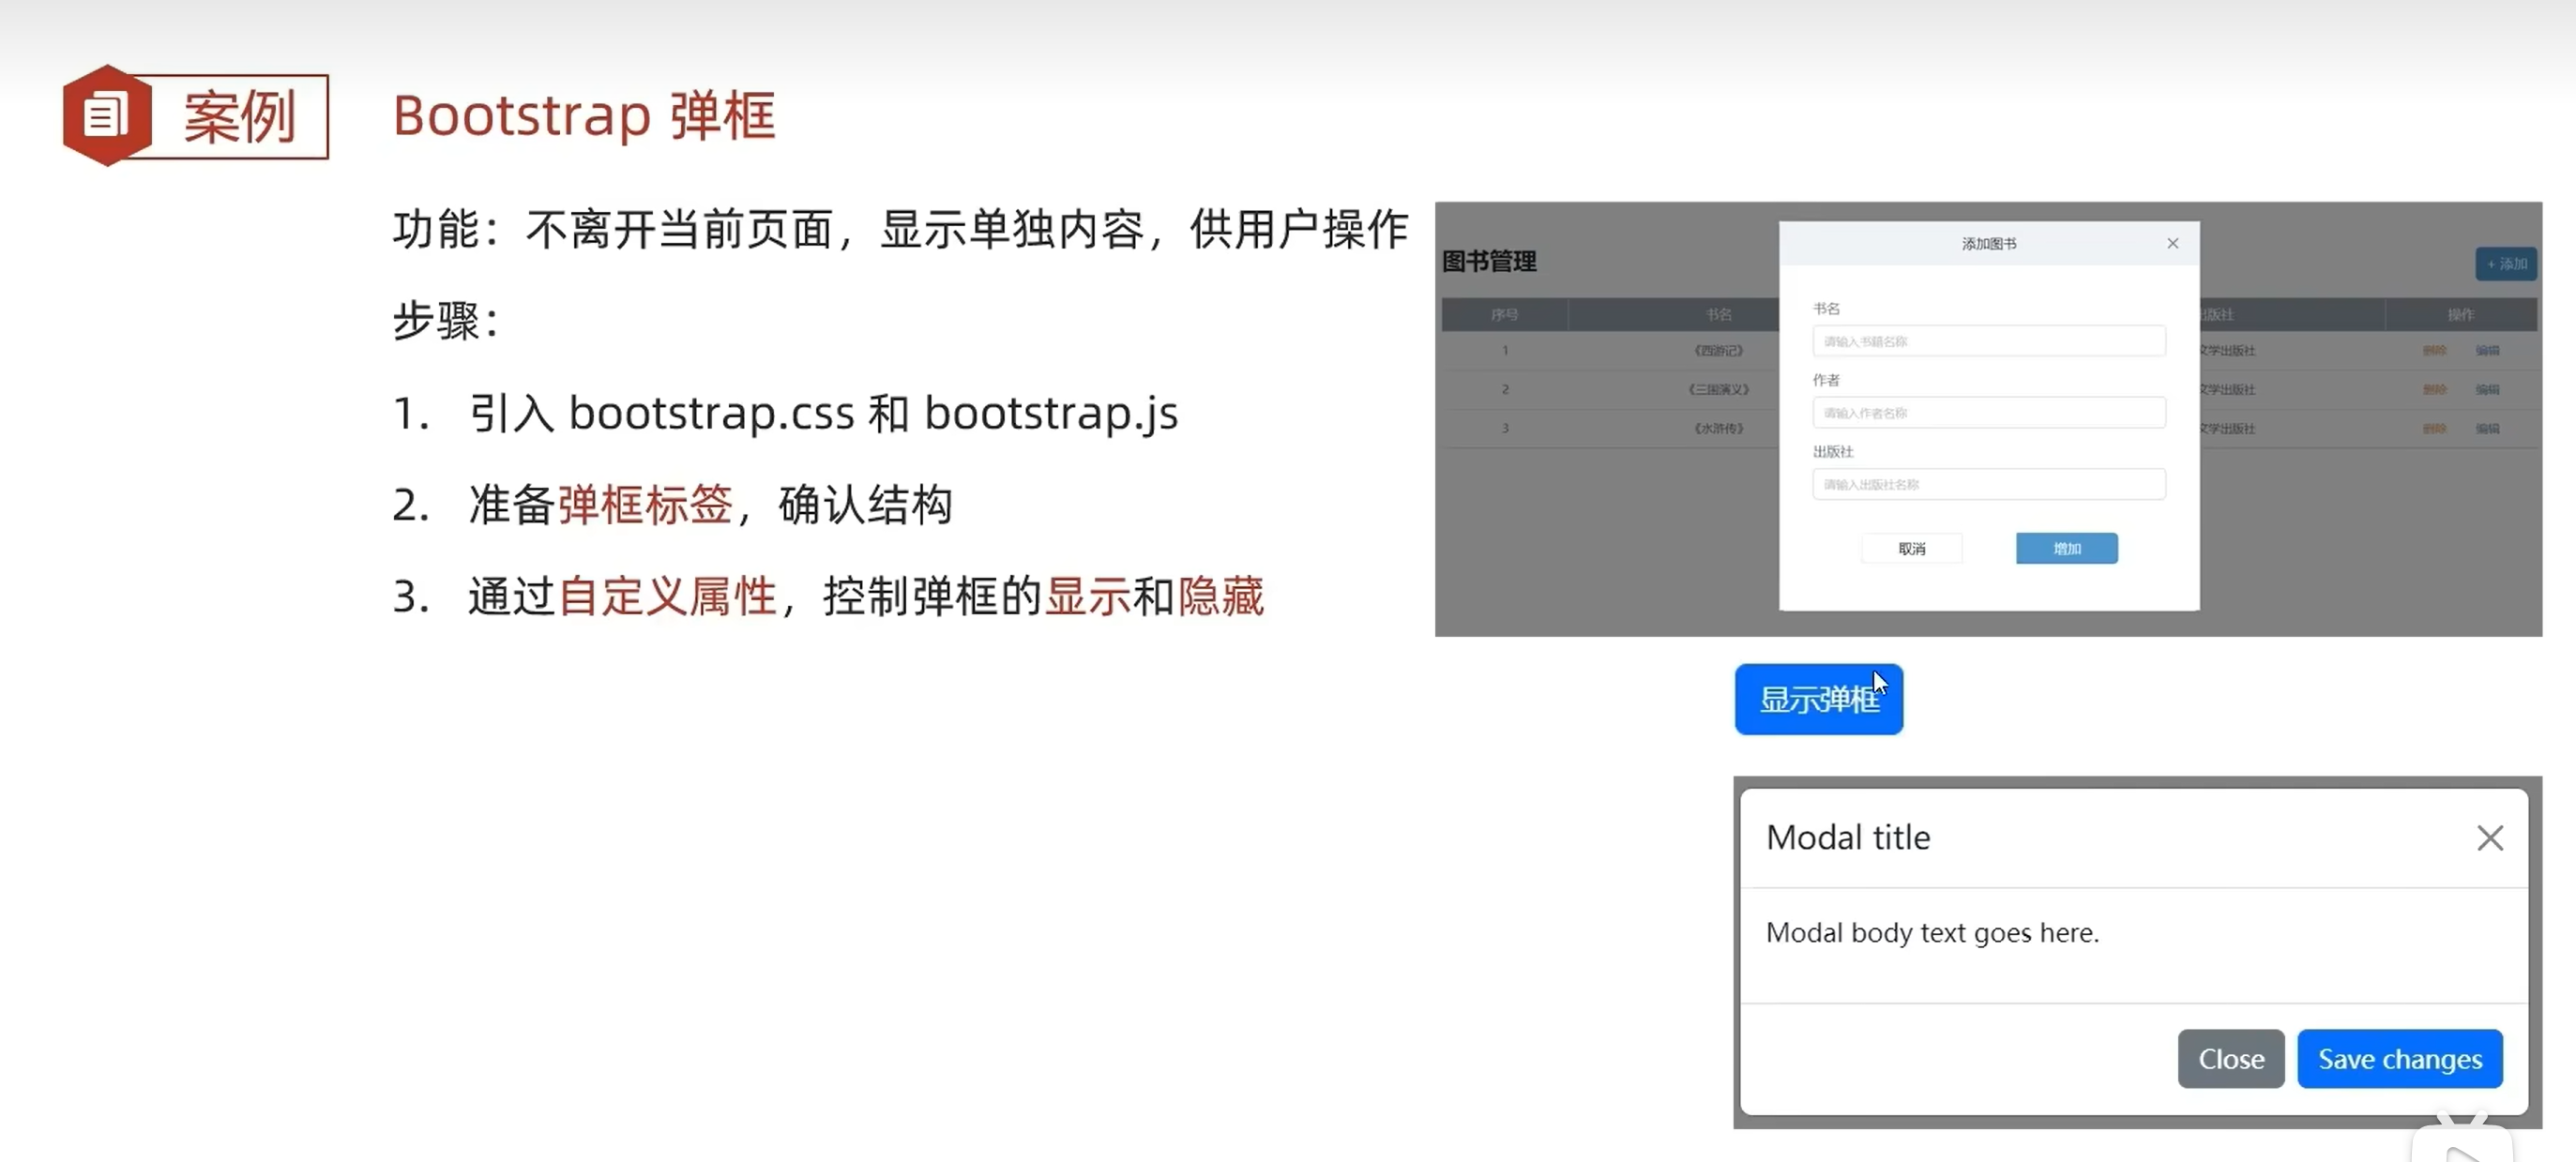 案例
Bootstrap 弹框
功能：不离开当前页面，显示单独内容，供用户操作
步骤：
1. 引入 bootstrap.css 和 bootstrap.js
2. 准备弹框标签，确认结构
3. 通过自定义属性，控制弹框的显示和隐藏
图书管理
+ 添加
序号 书名 出版社 操作
1 《西游记》 文学出版社 删除 编辑
2 《三国演义》 文学出版社 删除 编辑
3 《水浒传》 文学出版社 删除 编辑
添加图书
书名
请输入书籍名称
作者
请输入作者名称
出版社
请输入出版社名称
取消 增加
显示弹框
Modal title
Modal body text goes here.
Close Save changes